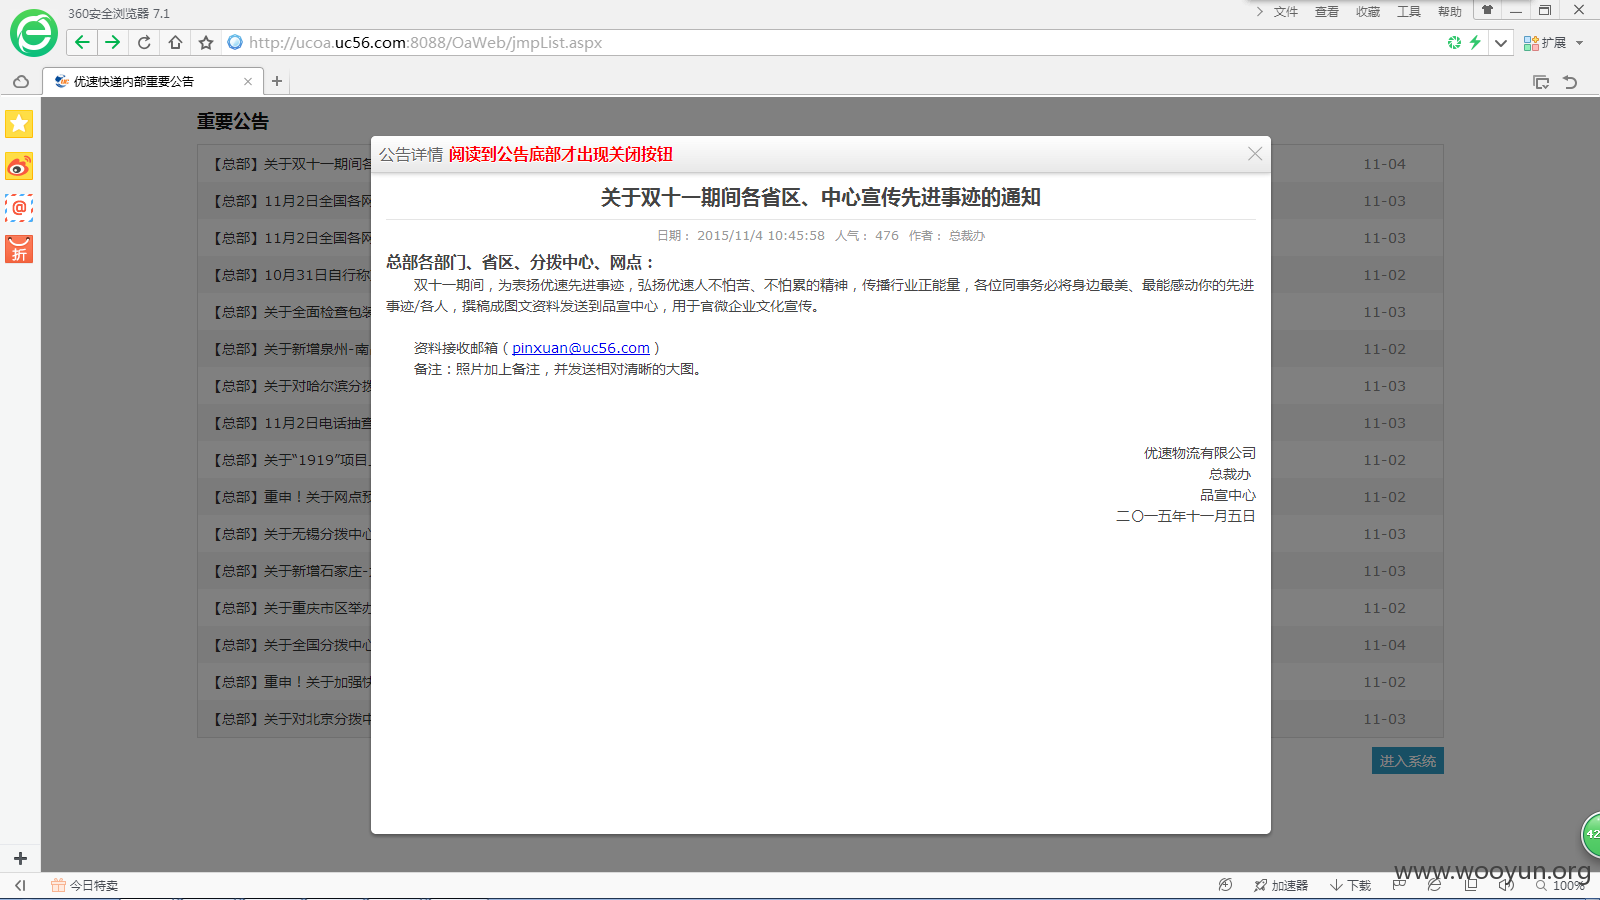 360安全浏览器 7.1
文件 查看 收藏 工具 帮助
http://ucoa.uc56.com:8088/OaWeb/jmpList.aspx
扩展
优速快递内部重要公告
重要公告
公告详情 阅读到公告底部才出现关闭按钮
关于双十一期间各省区、中心宣传先进事迹的通知
日期： 2015/11/4 10:45:58 人气： 476 作者： 总裁办
总部各部门、省区、分拨中心、网点：
双十一期间，为表扬优速先进事迹，弘扬优速人不怕苦、不怕累的精神，传播行业正能量，各位同事务必将身边最美、最能感动你的先进
事迹/各人，撰稿成图文资料发送到品宣中心，用于官微企业文化宣传。
资料接收邮箱（pinxuan@uc56.com）
备注：照片加上备注，并发送相对清晰的大图。
优速物流有限公司
总裁办
品宣中心
二〇一五年十一月五日
【总部】关于双十一期间各 11-04
【总部】11月2日全国各网 11-03
【总部】11月2日全国各网 11-03
【总部】10月31日自行称 11-02
【总部】关于全面检查包装 11-03
【总部】关于新增泉州-南 11-02
【总部】关于对哈尔滨分拨 11-03
【总部】11月2日电话抽查 11-03
【总部】关于“1919”项目 11-02
【总部】重申！关于网点预 11-02
【总部】关于无锡分拨中心 11-03
【总部】关于新增石家庄- 11-03
【总部】关于重庆市区举办 11-02
【总部】关于全国分拨中心 11-04
【总部】重申！关于加强快 11-02
【总部】关于对北京分拨中 11-03
进入系统
折
42
www.wooyun.org
今日特卖
加速器 下载 100%